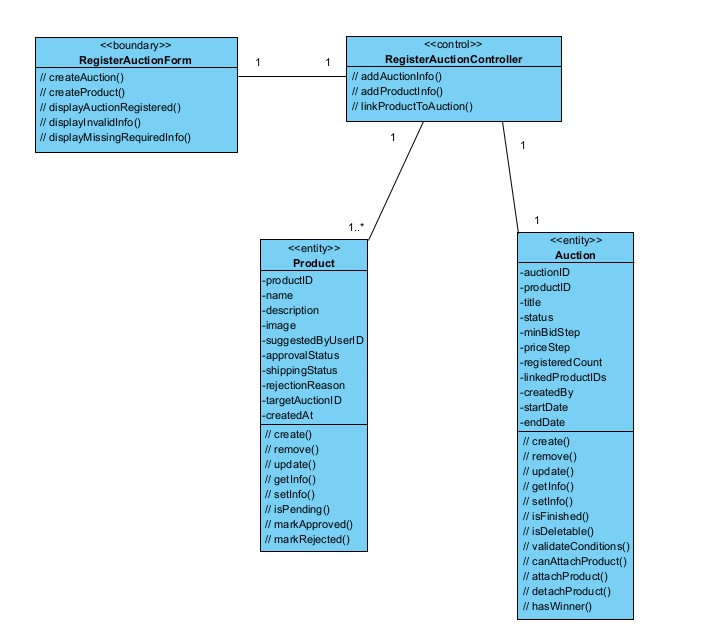 <<boundary>>
RegisterAuctionForm
// createAuction()
// createProduct()
// displayAuctionRegistered()
// displayInvalidInfo()
// displayMissingRequiredInfo()
1
1
<<control>>
RegisterAuctionController
// addAuctionInfo()
// addProductInfo()
// linkProductToAuction()
1
1
1..*
1
<<entity>>
Product
-productID
-name
-description
-image
-suggestedByUserID
-approvalStatus
-shippingStatus
-rejectionReason
-targetAuctionID
-createdAt
// create()
// remove()
// update()
// getInfo()
// setInfo()
// isPending()
// markApproved()
// markRejected()
<<entity>>
Auction
-auctionID
-productID
-title
-status
-minBidStep
-priceStep
-registeredCount
-linkedProductIDs
-createdBy
-startDate
-endDate
// create()
// remove()
// update()
// getInfo()
// setInfo()
// isFinished()
// isDeletable()
// validateConditions()
// canAttachProduct()
// attachProduct()
// detachProduct()
// hasWinner()